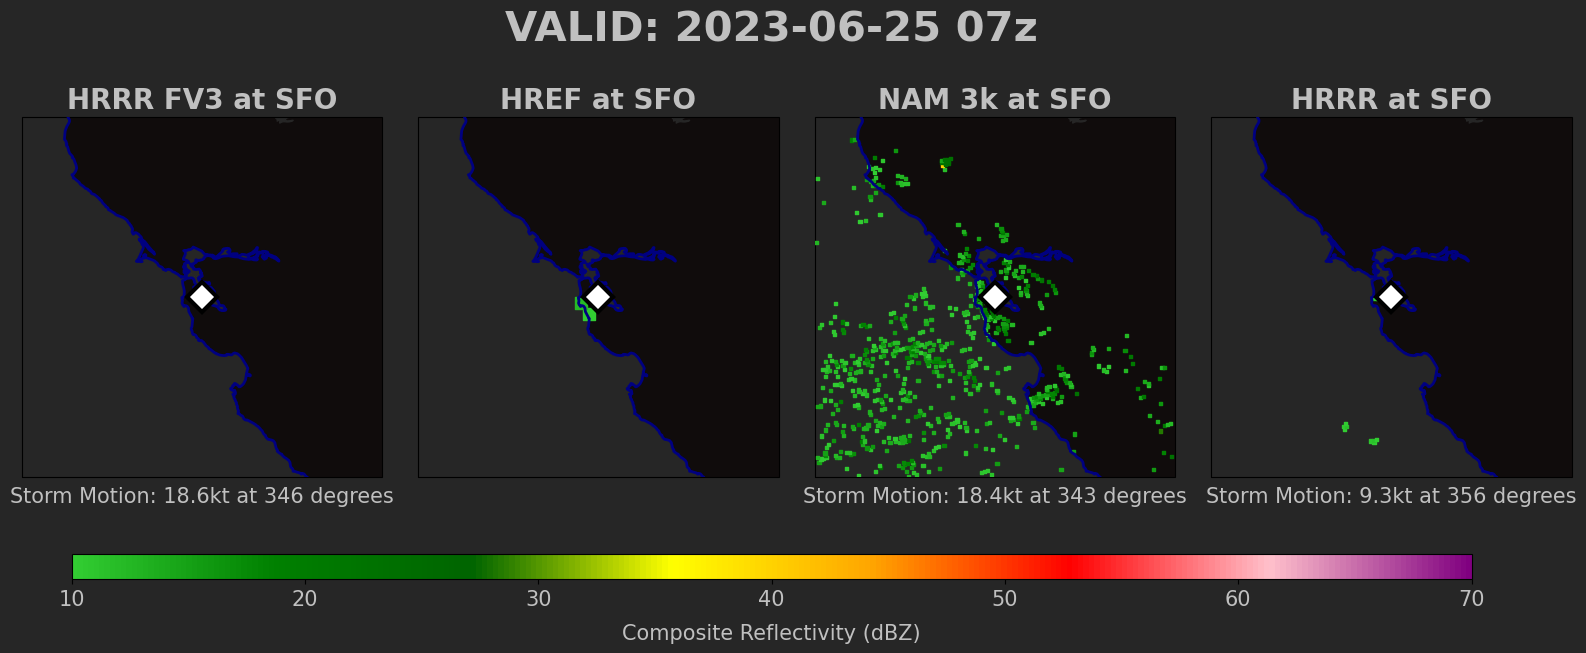 VALID: 2023-06-25 07z
HRRR FV3 at SFO
HREF at SFO
NAM 3k at SFO
HRRR at SFO
Storm Motion: 18.6kt at 346 degrees
Storm Motion: 18.4kt at 343 degrees
Storm Motion: 9.3kt at 356 degrees
10 20 30 40 50 60 70
Composite Reflectivity (dBZ)